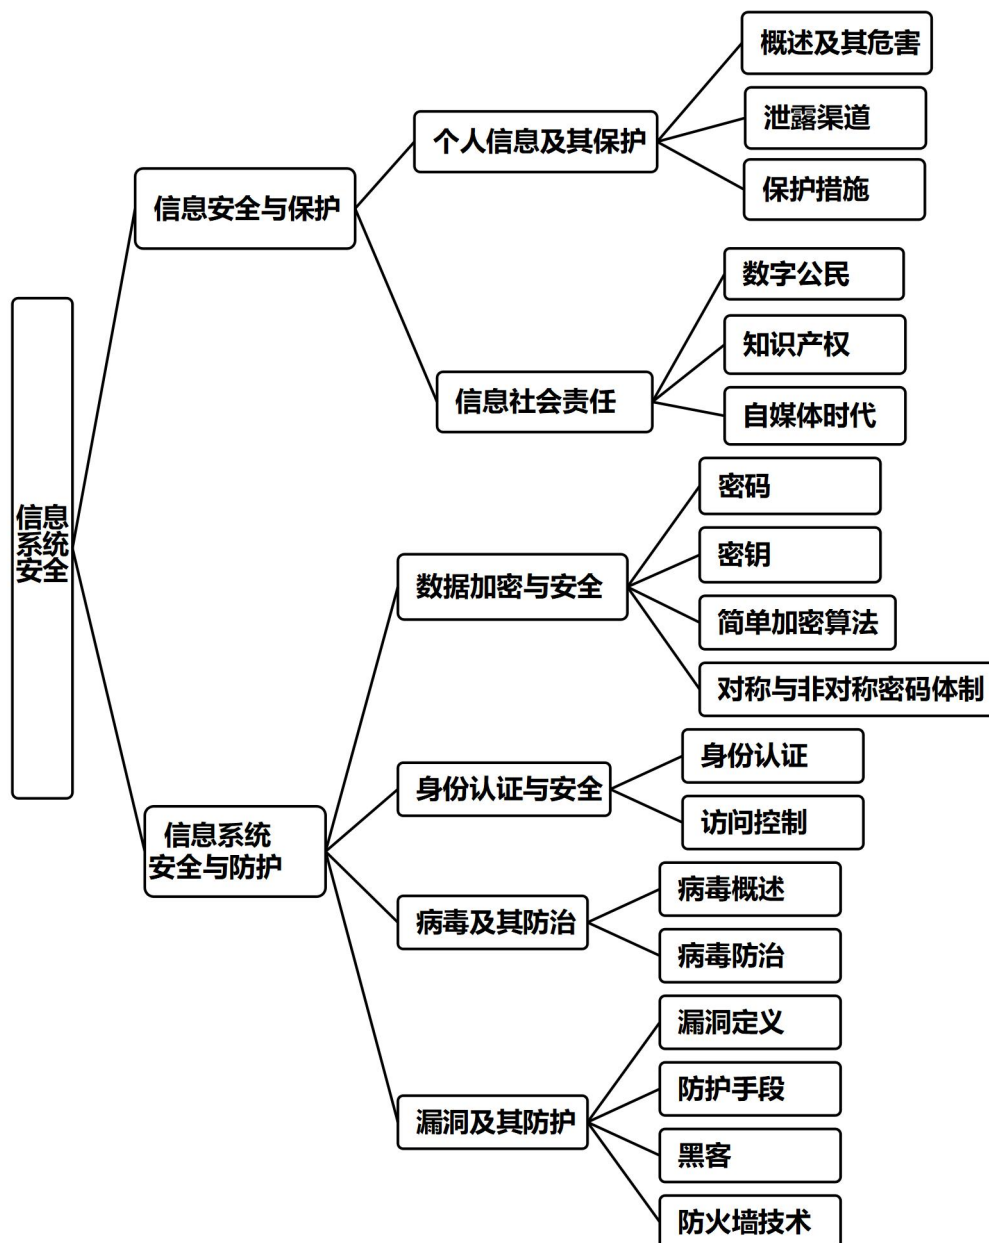 信息
系统
安全
信息安全与保护
个人信息及其保护
概述及其危害
泄露渠道
保护措施
信息社会责任
数字公民
知识产权
自媒体时代
信息系统
安全与防护
数据加密与安全
密码
密钥
简单加密算法
对称与非对称密码体制
身份认证与安全
身份认证
访问控制
病毒及其防治
病毒概述
病毒防治
漏洞及其防护
漏洞定义
防护手段
黑客
防火墙技术